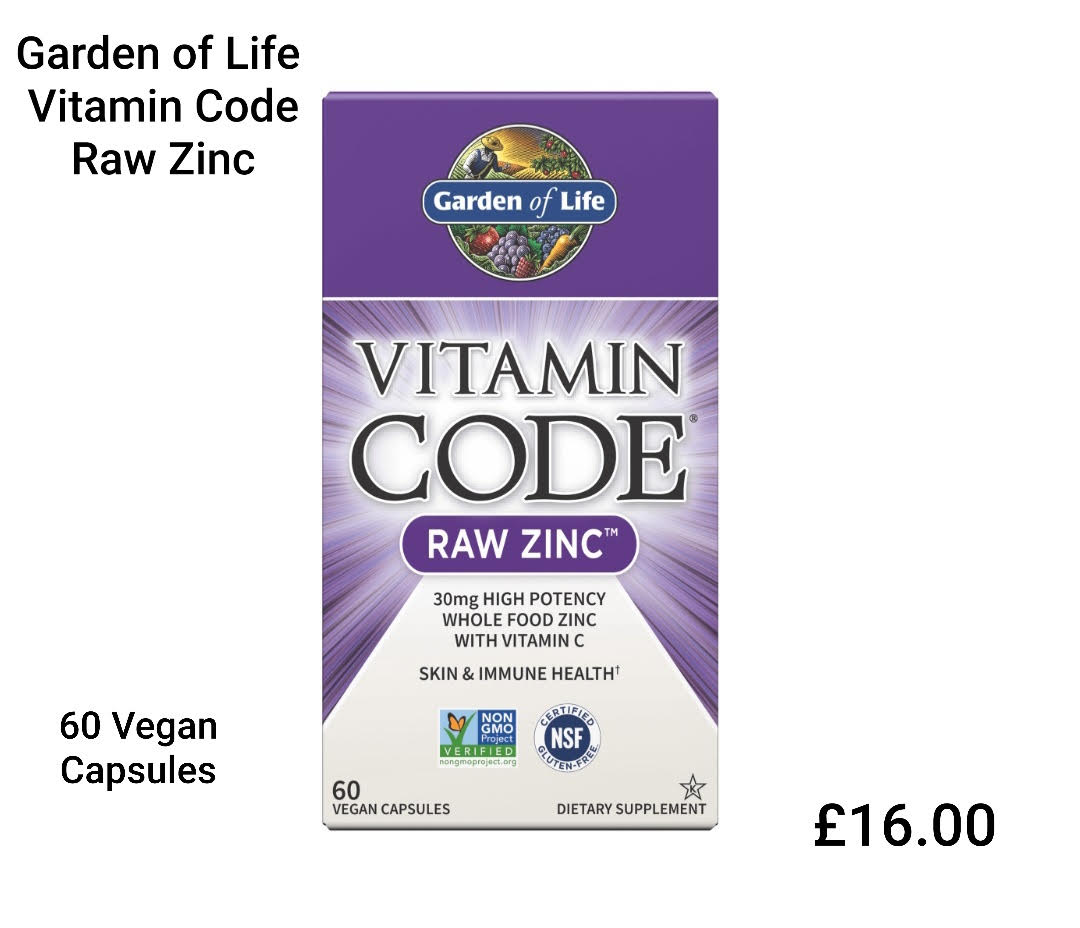 Garden of Life
Vitamin Code
Raw Zinc
Garden of Life
VITAMIN
CODE®
RAW ZINC™
30mg HIGH POTENCY
WHOLE FOOD ZINC
WITH VITAMIN C
SKIN & IMMUNE HEALTH†
NON
GMO
Project
VERIFIED
nongmoproject.org
CERTIFIED
NSF
GLUTEN-FREE
60 Vegan
Capsules
60
VEGAN CAPSULES
K
DIETARY SUPPLEMENT
£16.00